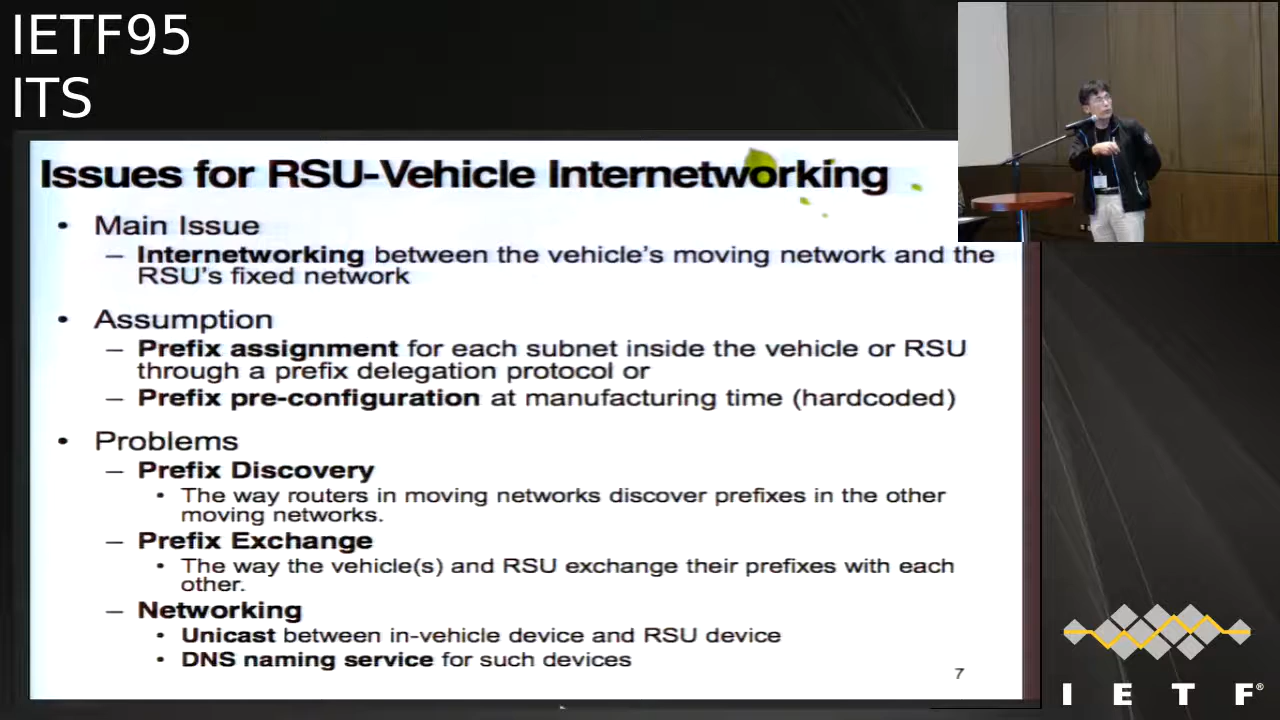 IETF95
ITS
Issues for RSU-Vehicle Internetworking
• Main Issue
– Internetworking between the vehicle's moving network and the
RSU's fixed network
• Assumption
– Prefix assignment for each subnet inside the vehicle or RSU
through a prefix delegation protocol or
– Prefix pre-configuration at manufacturing time (hardcoded)
• Problems
– Prefix Discovery
• The way routers in moving networks discover prefixes in the other
moving networks.
– Prefix Exchange
• The way the vehicle(s) and RSU exchange their prefixes with each
other.
– Networking
• Unicast between in-vehicle device and RSU device
• DNS naming service for such devices
7
I E T F®